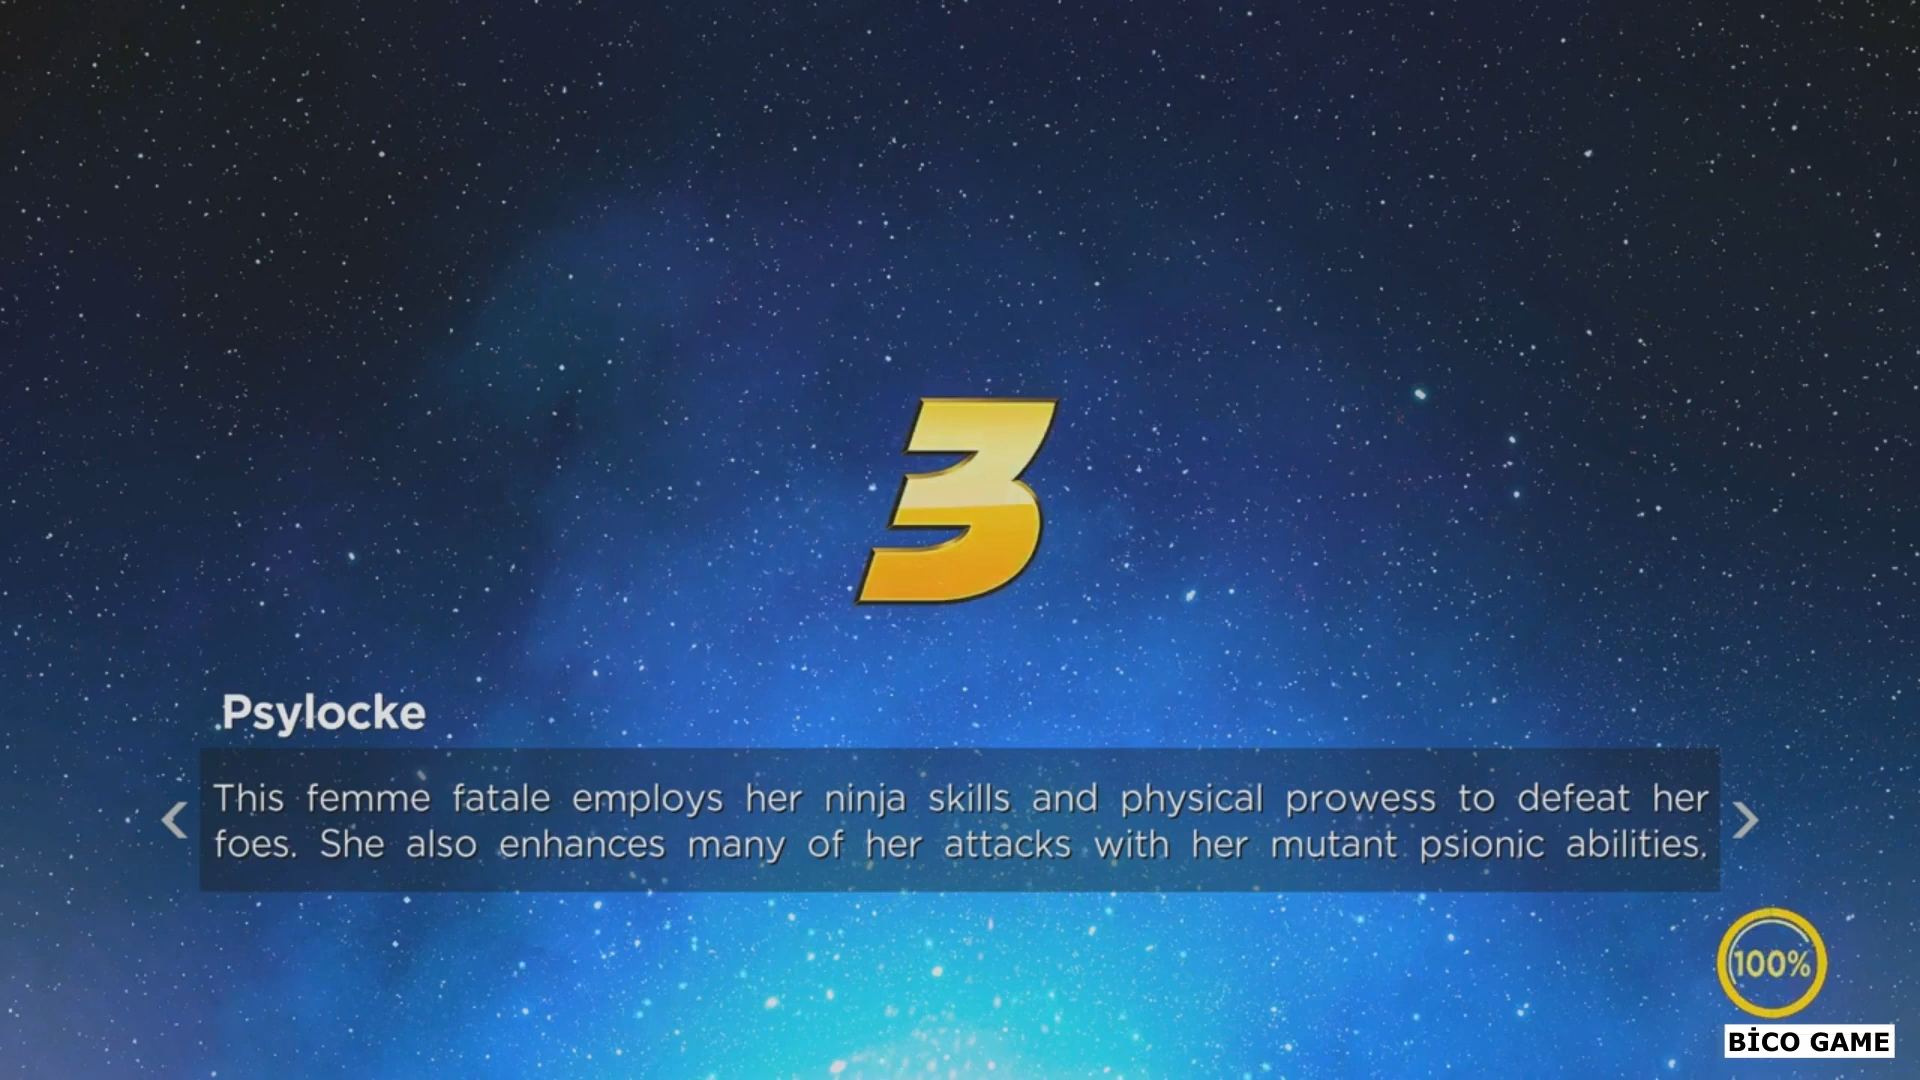 3
Psylocke
This femme fatale employs her ninja skills and physical prowess to defeat her
foes. She also enhances many of her attacks with her mutant psionic abilities.
100%
BİCO GAME